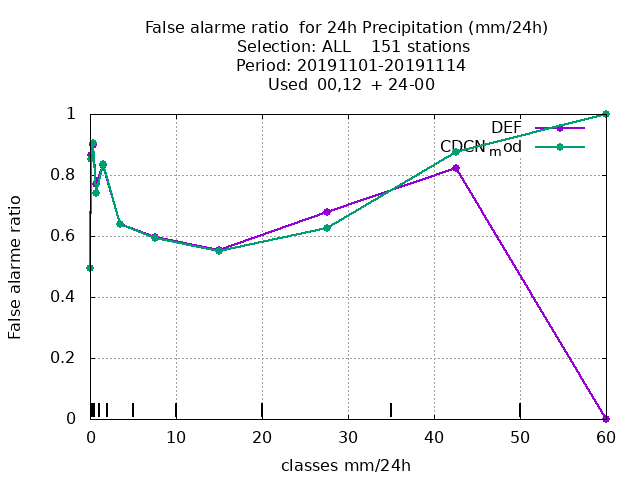 False alarme ratio  for 24h Precipitation (mm/24h)
Selection: ALL    151 stations
Period: 20191101-20191114
Used  00,12  + 24-00
DEF
CDCNmod
1
0.8
0.6
0.4
0.2
0
False alarme ratio
0 10 20 30 40 50 60
classes mm/24h